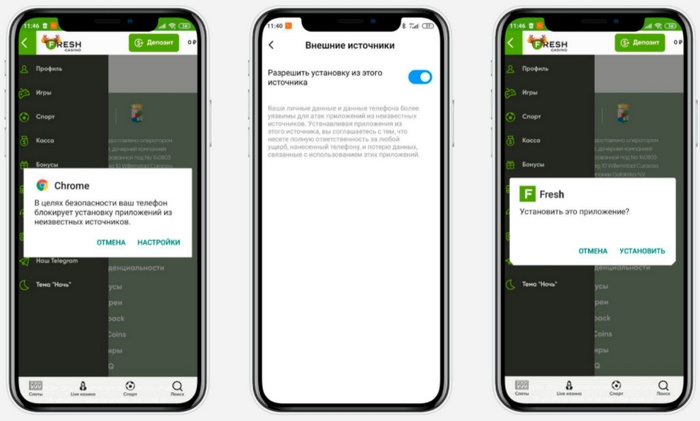 11:46
FRESH
CASINO
Депозит
0 ₽
Профиль
Игры
Спорт
Касса
Бонусы
Chrome
В целях безопасности ваш телефон
блокирует установку приложений из
неизвестных источников.
ОТМЕНА НАСТРОЙКИ
Наш Telegram
денциальности
Тема "Ночь"
усы
реи
back
Coins
иры
Q
Слоты
Live-казино
Спорт
Поиск
11:40
Внешние источники
Разрешить установку из этого
источника
Ваши личные данные и данные телефона более
уязвимы для атак приложений из неизвестных
источников. Устанавливая приложения из
этого источника, вы соглашаетесь с тем, что
несете полную ответственность за любой
ущерб, нанесенный телефону, и потерю данных,
связанные с использованием этих приложений.
11:46
FRESH
CASINO
Депозит
0 ₽
Профиль
Игры
Спорт
Касса
Бонусы
Fresh
Установить это приложение?
ОТМЕНА УСТАНОВИТЬ
Наш Telegram
денциальности
Тема "Ночь"
усы
реи
back
Coins
иры
Q
Слоты
Live-казино
Спорт
Поиск